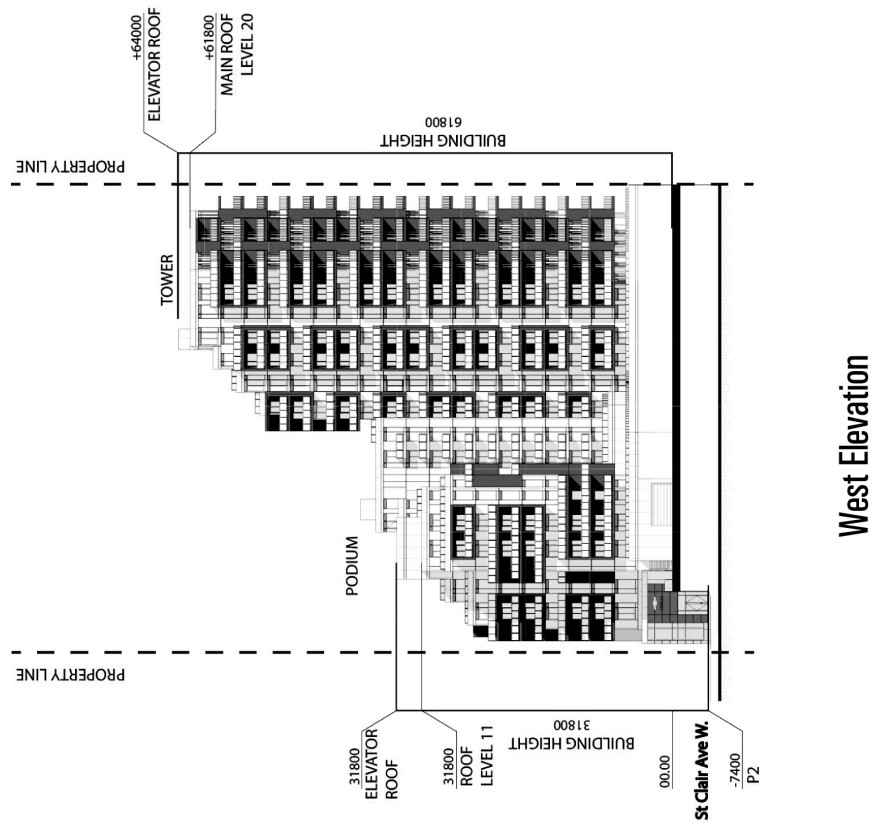 +64000
ELEVATOR ROOF
+61800
MAIN ROOF
LEVEL 20
PROPERTY LINE
BUILDING HEIGHT
61800
TOWER
PODIUM
PROPERTY LINE
31800
ELEVATOR
ROOF
31800
ROOF
LEVEL 11
BUILDING HEIGHT
31800
00.00
St Clair Ave W.
-7400
P2
West Elevation